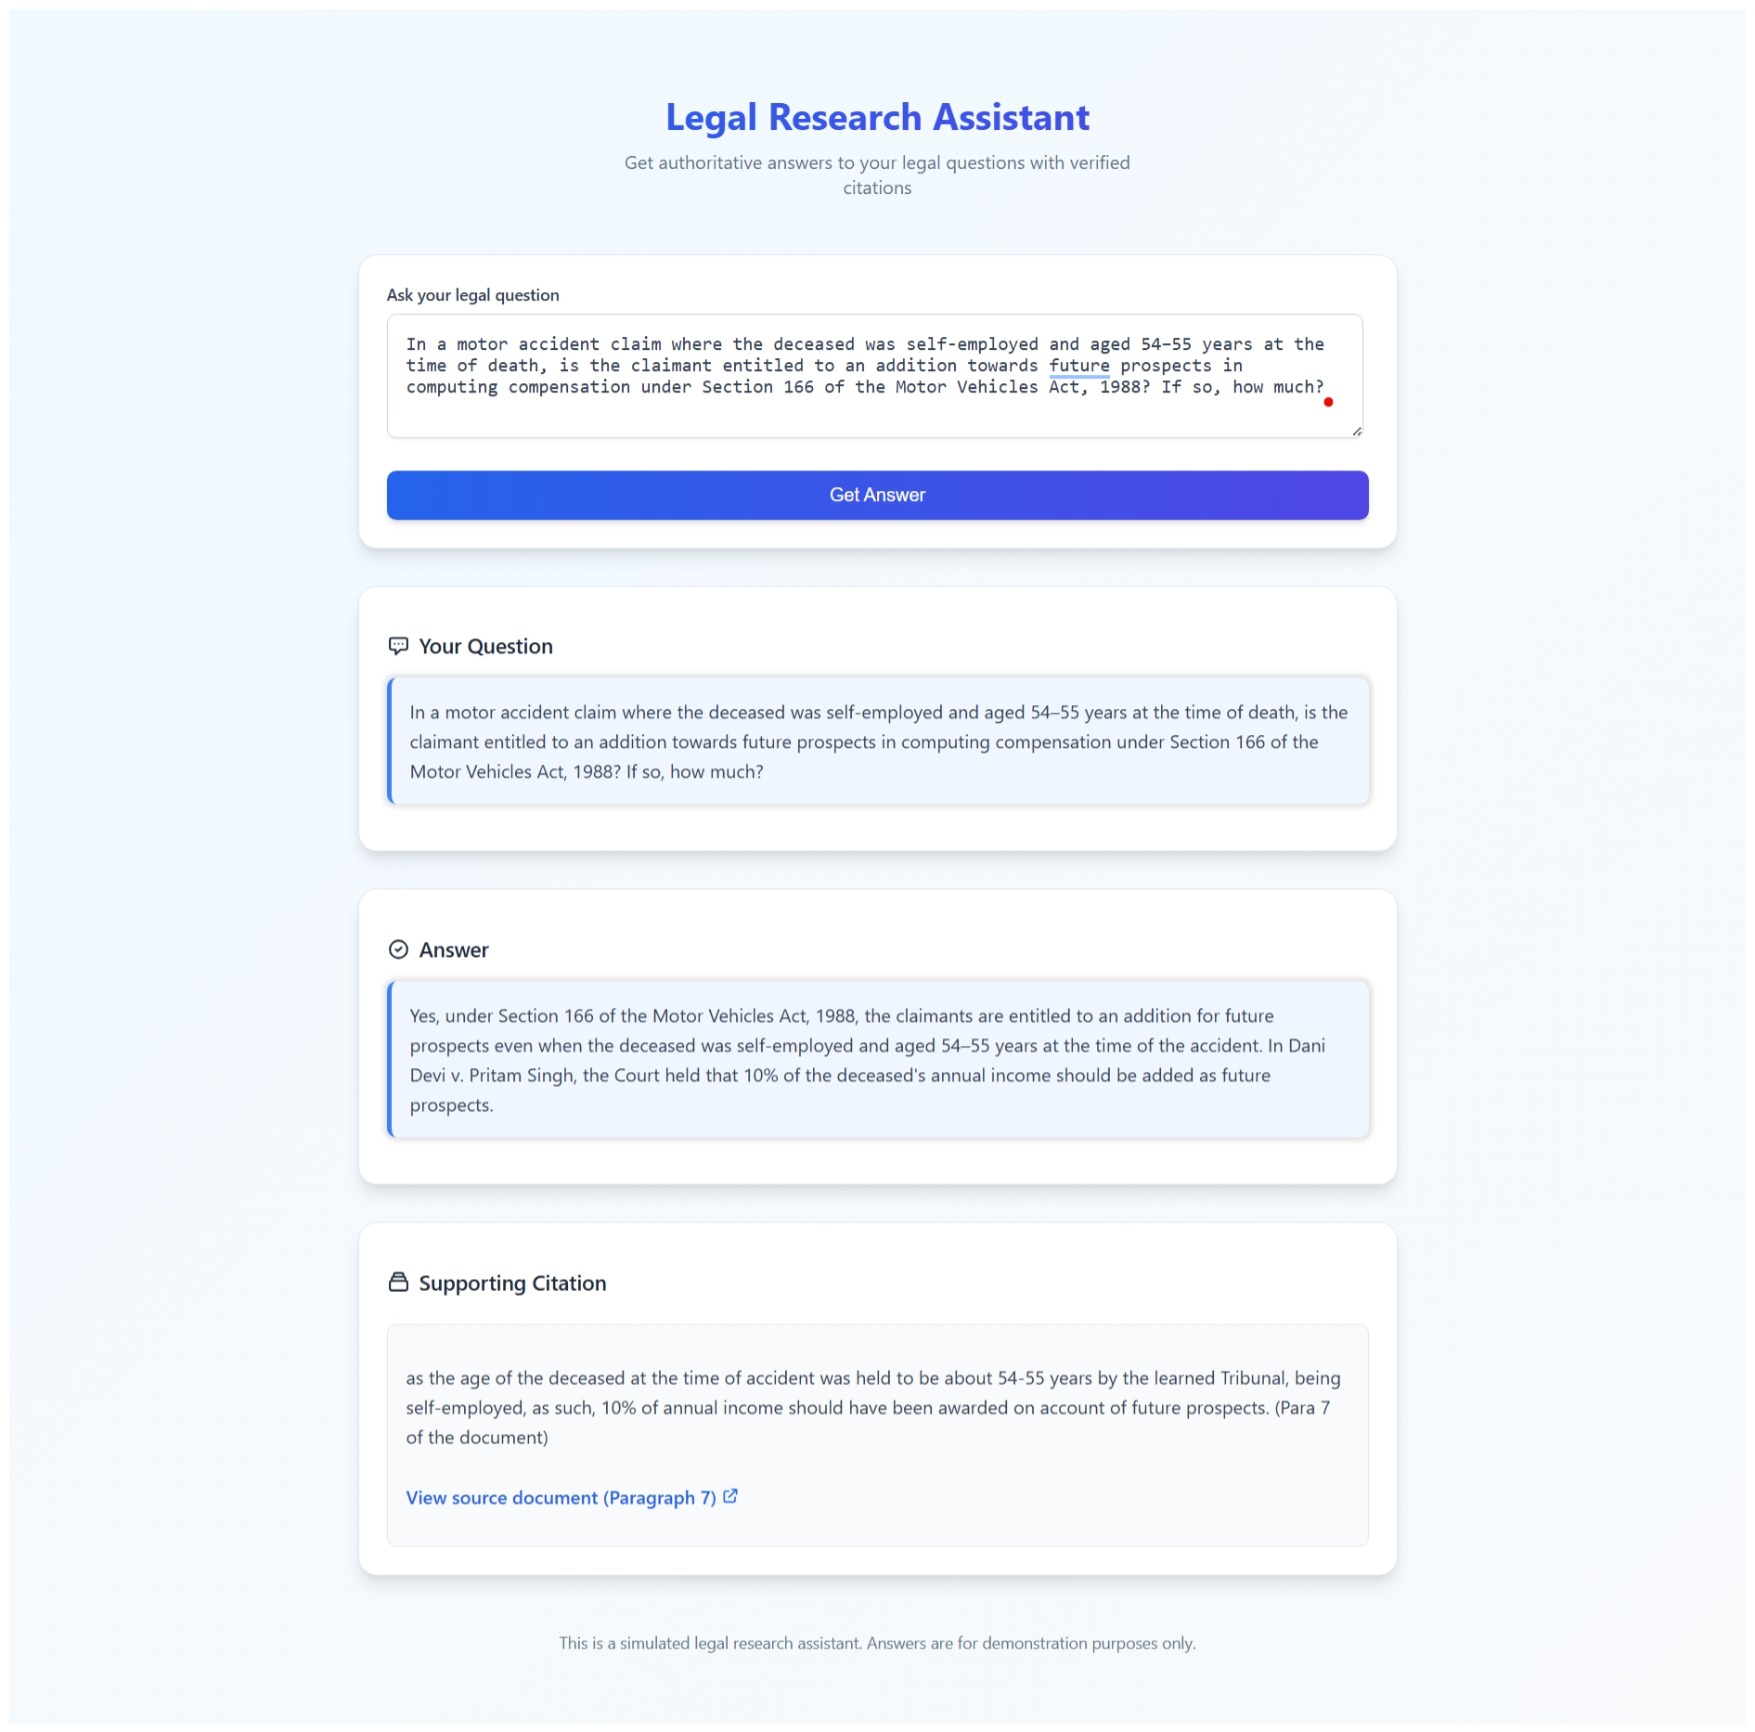 Legal Research Assistant
Get authoritative answers to your legal questions with verified
citations
Ask your legal question
In a motor accident claim where the deceased was self-employed and aged 54–55 years at the
time of death, is the claimant entitled to an addition towards future prospects in
computing compensation under Section 166 of the Motor Vehicles Act, 1988? If so, how much?
Get Answer
Your Question
In a motor accident claim where the deceased was self-employed and aged 54–55 years at the time of death, is the
claimant entitled to an addition towards future prospects in computing compensation under Section 166 of the
Motor Vehicles Act, 1988? If so, how much?
Answer
Yes, under Section 166 of the Motor Vehicles Act, 1988, the claimants are entitled to an addition for future
prospects even when the deceased was self-employed and aged 54–55 years at the time of the accident. In Dani
Devi v. Pritam Singh, the Court held that 10% of the deceased's annual income should be added as future
prospects.
Supporting Citation
as the age of the deceased at the time of accident was held to be about 54-55 years by the learned Tribunal, being
self-employed, as such, 10% of annual income should have been awarded on account of future prospects. (Para 7
of the document)
View source document (Paragraph 7)
This is a simulated legal research assistant. Answers are for demonstration purposes only.